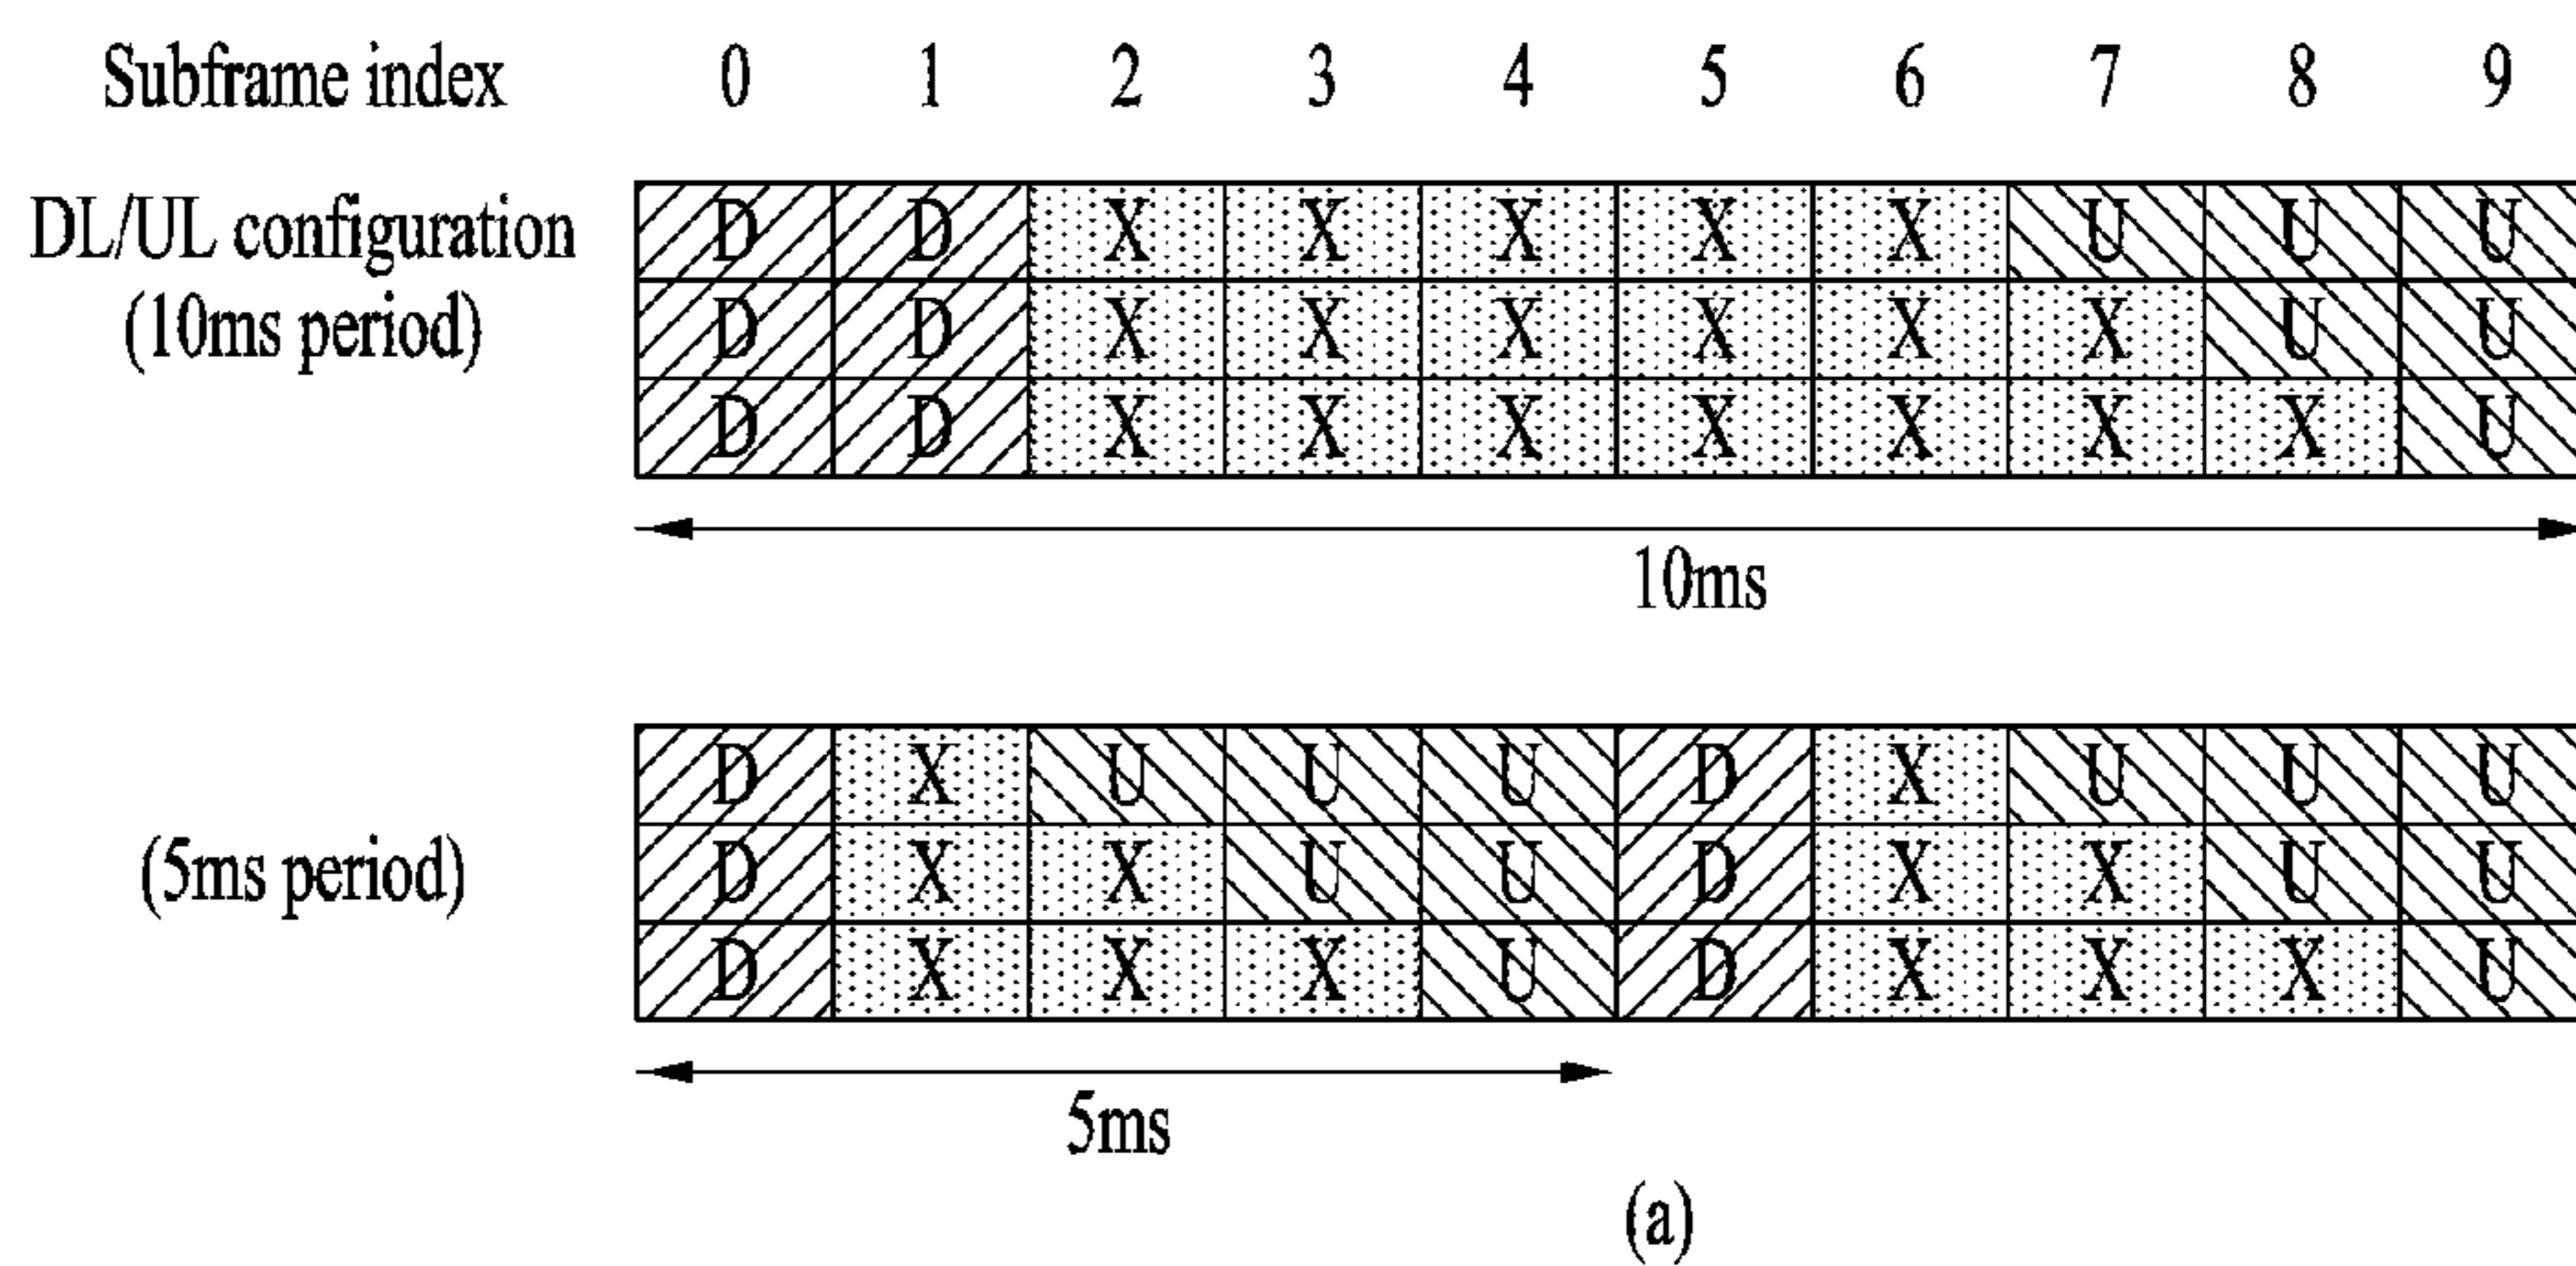 Subframe index 0 1 2 3 4 5 6 7 8 9
DL/UL configuration
(10ms period)
D D X X X X X U U U
D D X X X X X X U U
D D X X X X X X X U
10ms
(5ms period)
D X U U U D X U U U
D X X U U D X X U U
D X X X U D X X X U
5ms
(a)